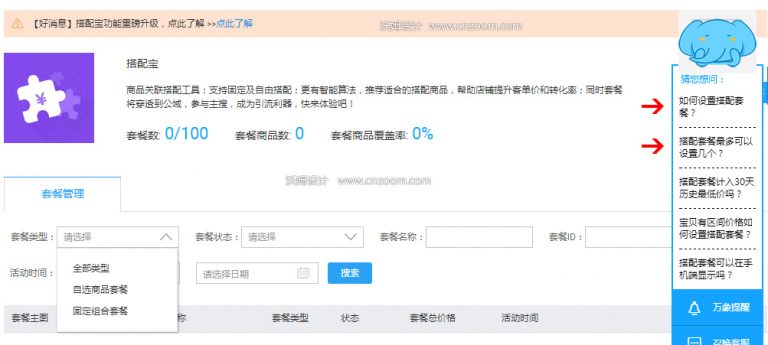 【好消息】搭配宝功能重磅升级，点此了解 >>点此了解
沃姆设计 www.cnzoom.com
搭配宝
商品关联搭配工具；支持固定及自由搭配；更有智能算法，推荐适合的搭配商品，帮助店铺提升客单价和转化率；同时套餐
将穿透到公域，参与主搜，成为引流利器，快来体验吧！
套餐数: 0/100 套餐商品数: 0 套餐商品覆盖率: 0%
沃姆设计 www.cnzoom.com
套餐管理
套餐类型： 请选择 套餐状态： 请选择 套餐名称： 套餐ID：
全部类型
自选商品套餐
固定组合套餐
活动时间： 请选择日期 搜索
套餐主图 称 套餐类型 状态 套餐总价格 活动时间
猜您想问：
如何设置搭配套
餐？
搭配套餐最多可以
设置几个？
搭配套餐计入30天
历史最低价吗？
宝贝有区间价格如
何设置搭配套餐？
搭配套餐可以在手
机端显示吗？
万象提醒
召唤客服